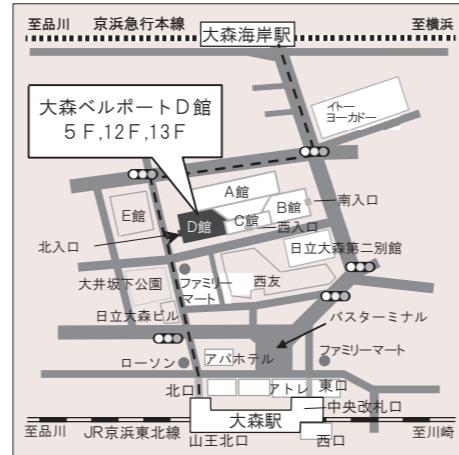 至品川 京浜急行本線
大森海岸駅
至横浜
大森ベルポートD館
5F,12F,13F
イトー
ヨーカドー
A館
B館
南入口
E館
D館
C館
西入口
北入口
日立大森第二別館
大井坂下公園
ファミリー
マート
西友
日立大森ビル
バスターミナル
ローソン
アパホテル
ファミリーマート
北口
アトレ
東口
中央改札口
大森駅
至品川 JR京浜東北線
山王北口
西口
至川崎